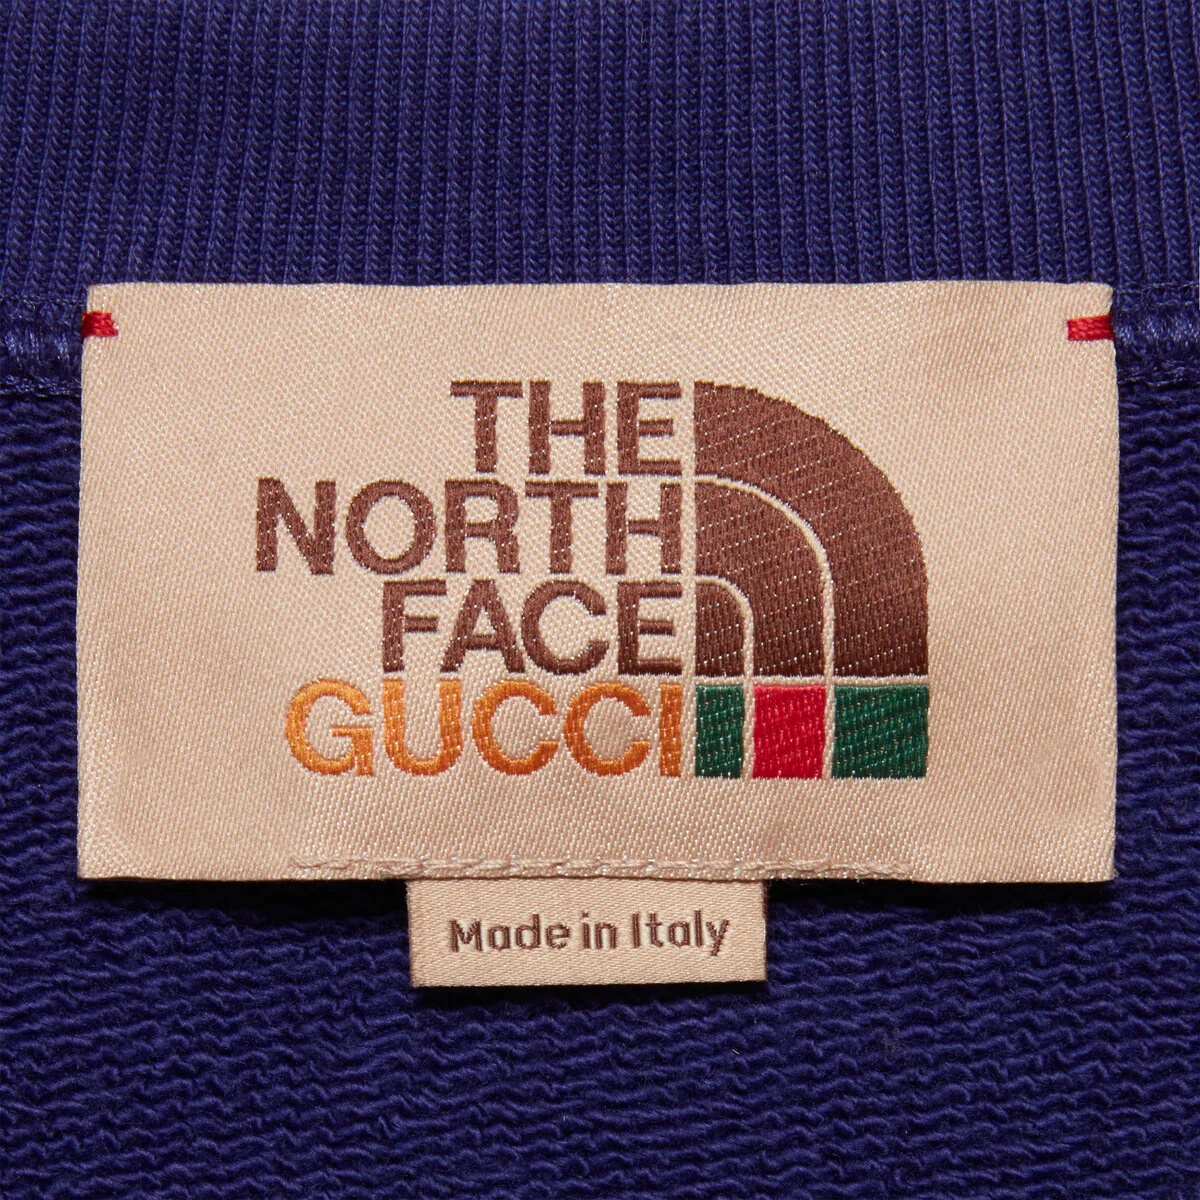 THE
NORTH
FACE
GUCCI
Made in Italy